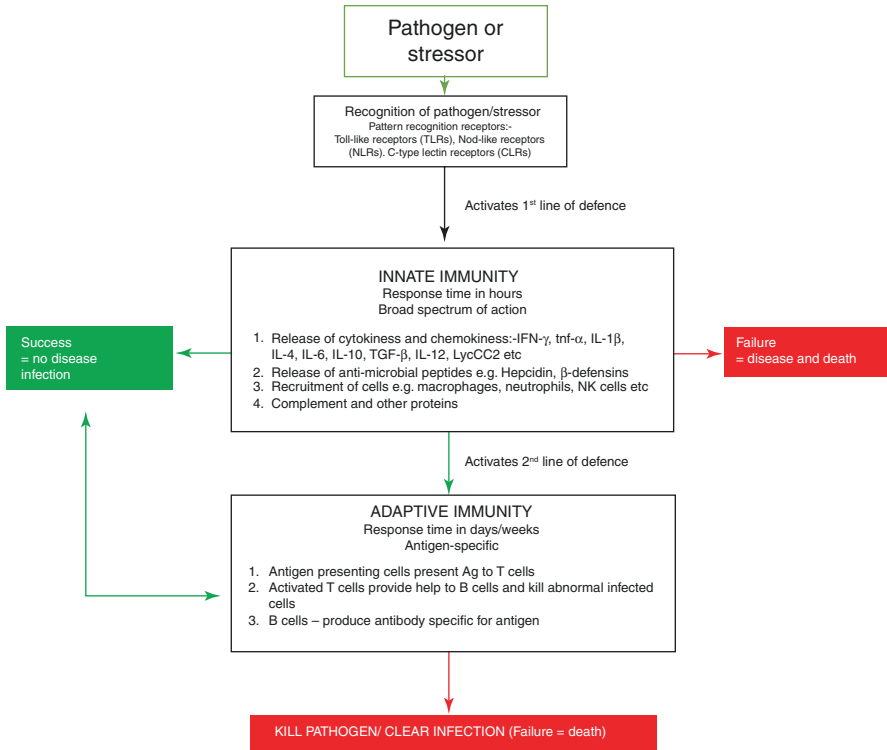 Pathogen or
stressor
Recognition of pathogen/stressor
Pattern recognition receptors:-
Toll-like receptors (TLRs), Nod-like receptors
(NLRs). C-type lectin receptors (CLRs)
Activates 1st line of defence
INNATE IMMUNITY
Response time in hours
Broad spectrum of action
1. Release of cytokiness and chemokiness:-IFN-γ, tnf-α, IL-1β,
IL-4, IL-6, IL-10, TGF-β, IL-12, LycCC2 etc
2. Release of anti-microbial peptides e.g. Hepcidin, β-defensins
3. Recruitment of cells e.g. macrophages, neutrophils, NK cells etc
4. Complement and other proteins
Success
= no disease
infection
Failure
= disease and death
Activates 2nd line of defence
ADAPTIVE IMMUNITY
Response time in days/weeks
Antigen-specific
1. Antigen presenting cells present Ag to T cells
2. Activated T cells provide help to B cells and kill abnormal infected
cells
3. B cells – produce antibody specific for antigen
KILL PATHOGEN/ CLEAR INFECTION (Failure = death)